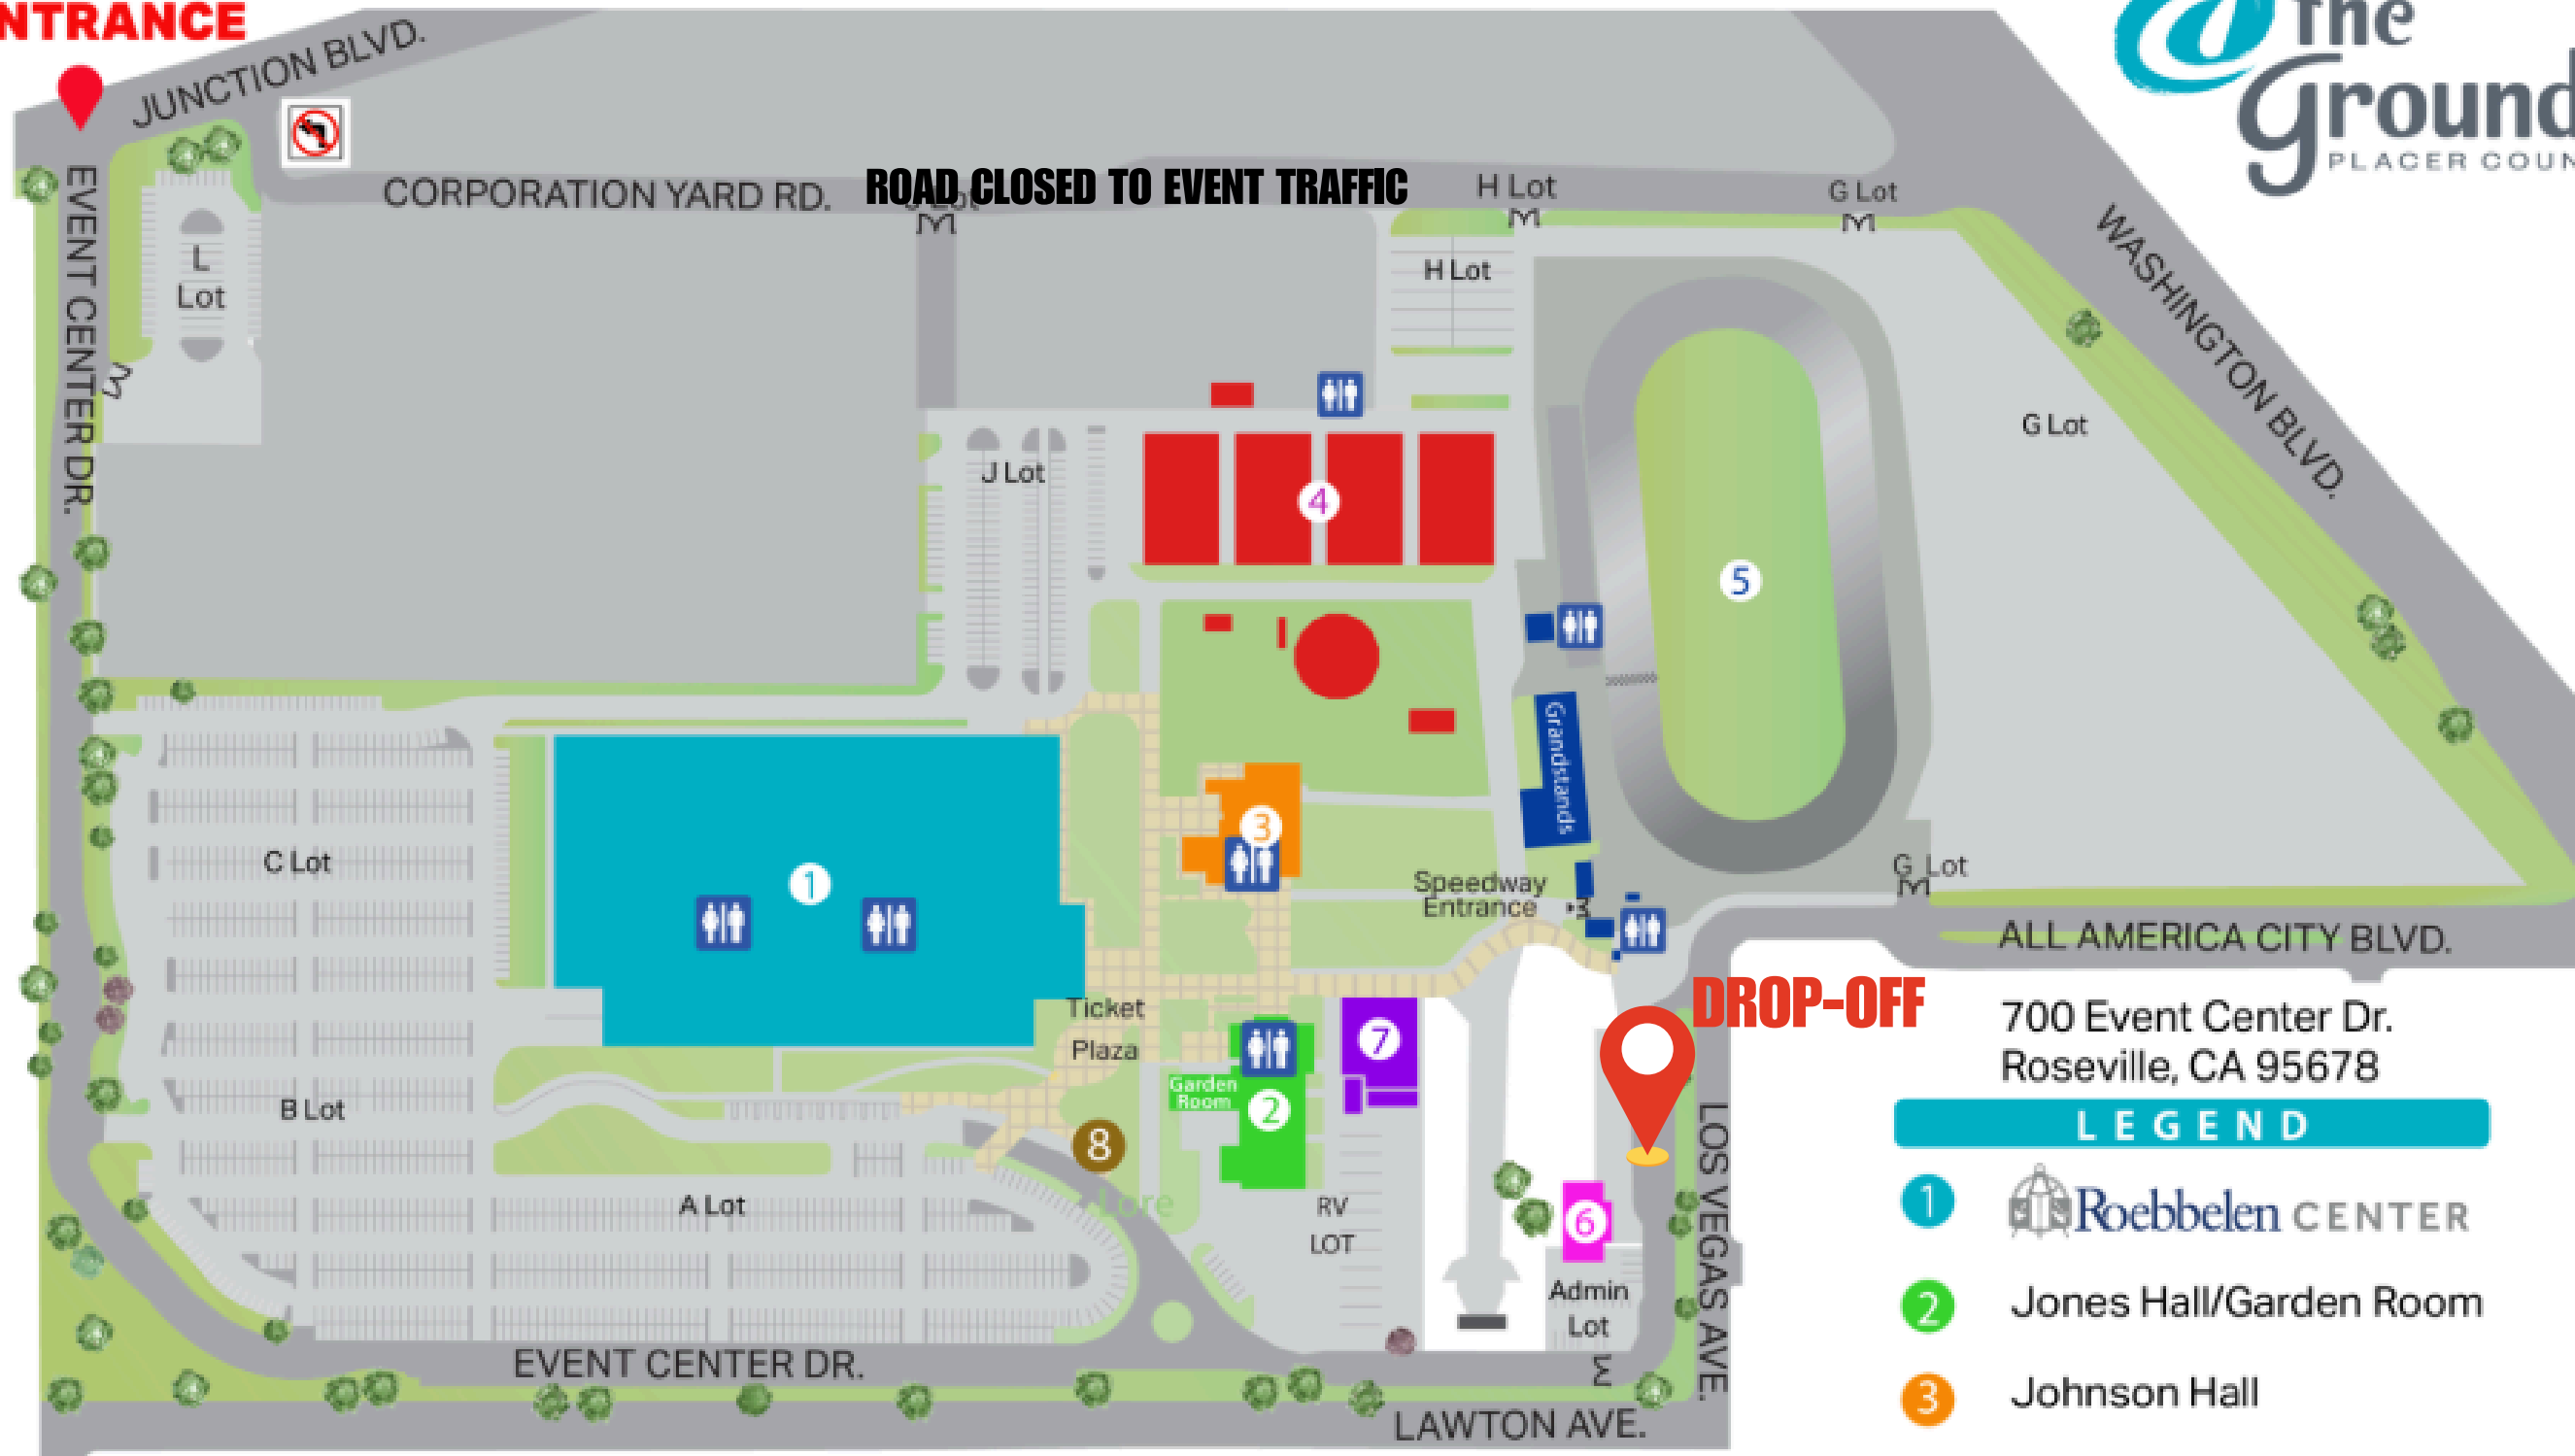 NTRANCE
JUNCTION BLVD.
the
Ground
PLACER COUN
CORPORATION YARD RD.
ROAD CLOSED TO EVENT TRAFFIC
J Lot
H Lot
G Lot
EVENT CENTER DR.
L
Lot
H Lot
WASHINGTON BLVD.
G Lot
J Lot
4
5
Grandstands
3
C Lot
1
Speedway
Entrance
G Lot
ALL AMERICA CITY BLVD.
DROP-OFF
Ticket
Plaza
7
700 Event Center Dr.
Roseville, CA 95678
Garden
Room
2
B Lot
8
LEGEND
LOS VEGAS AVE.
A Lot
Lore
RV
LOT
6
1 Roebbelen CENTER
Admin
Lot
2 Jones Hall/Garden Room
EVENT CENTER DR.
3 Johnson Hall
LAWTON AVE.